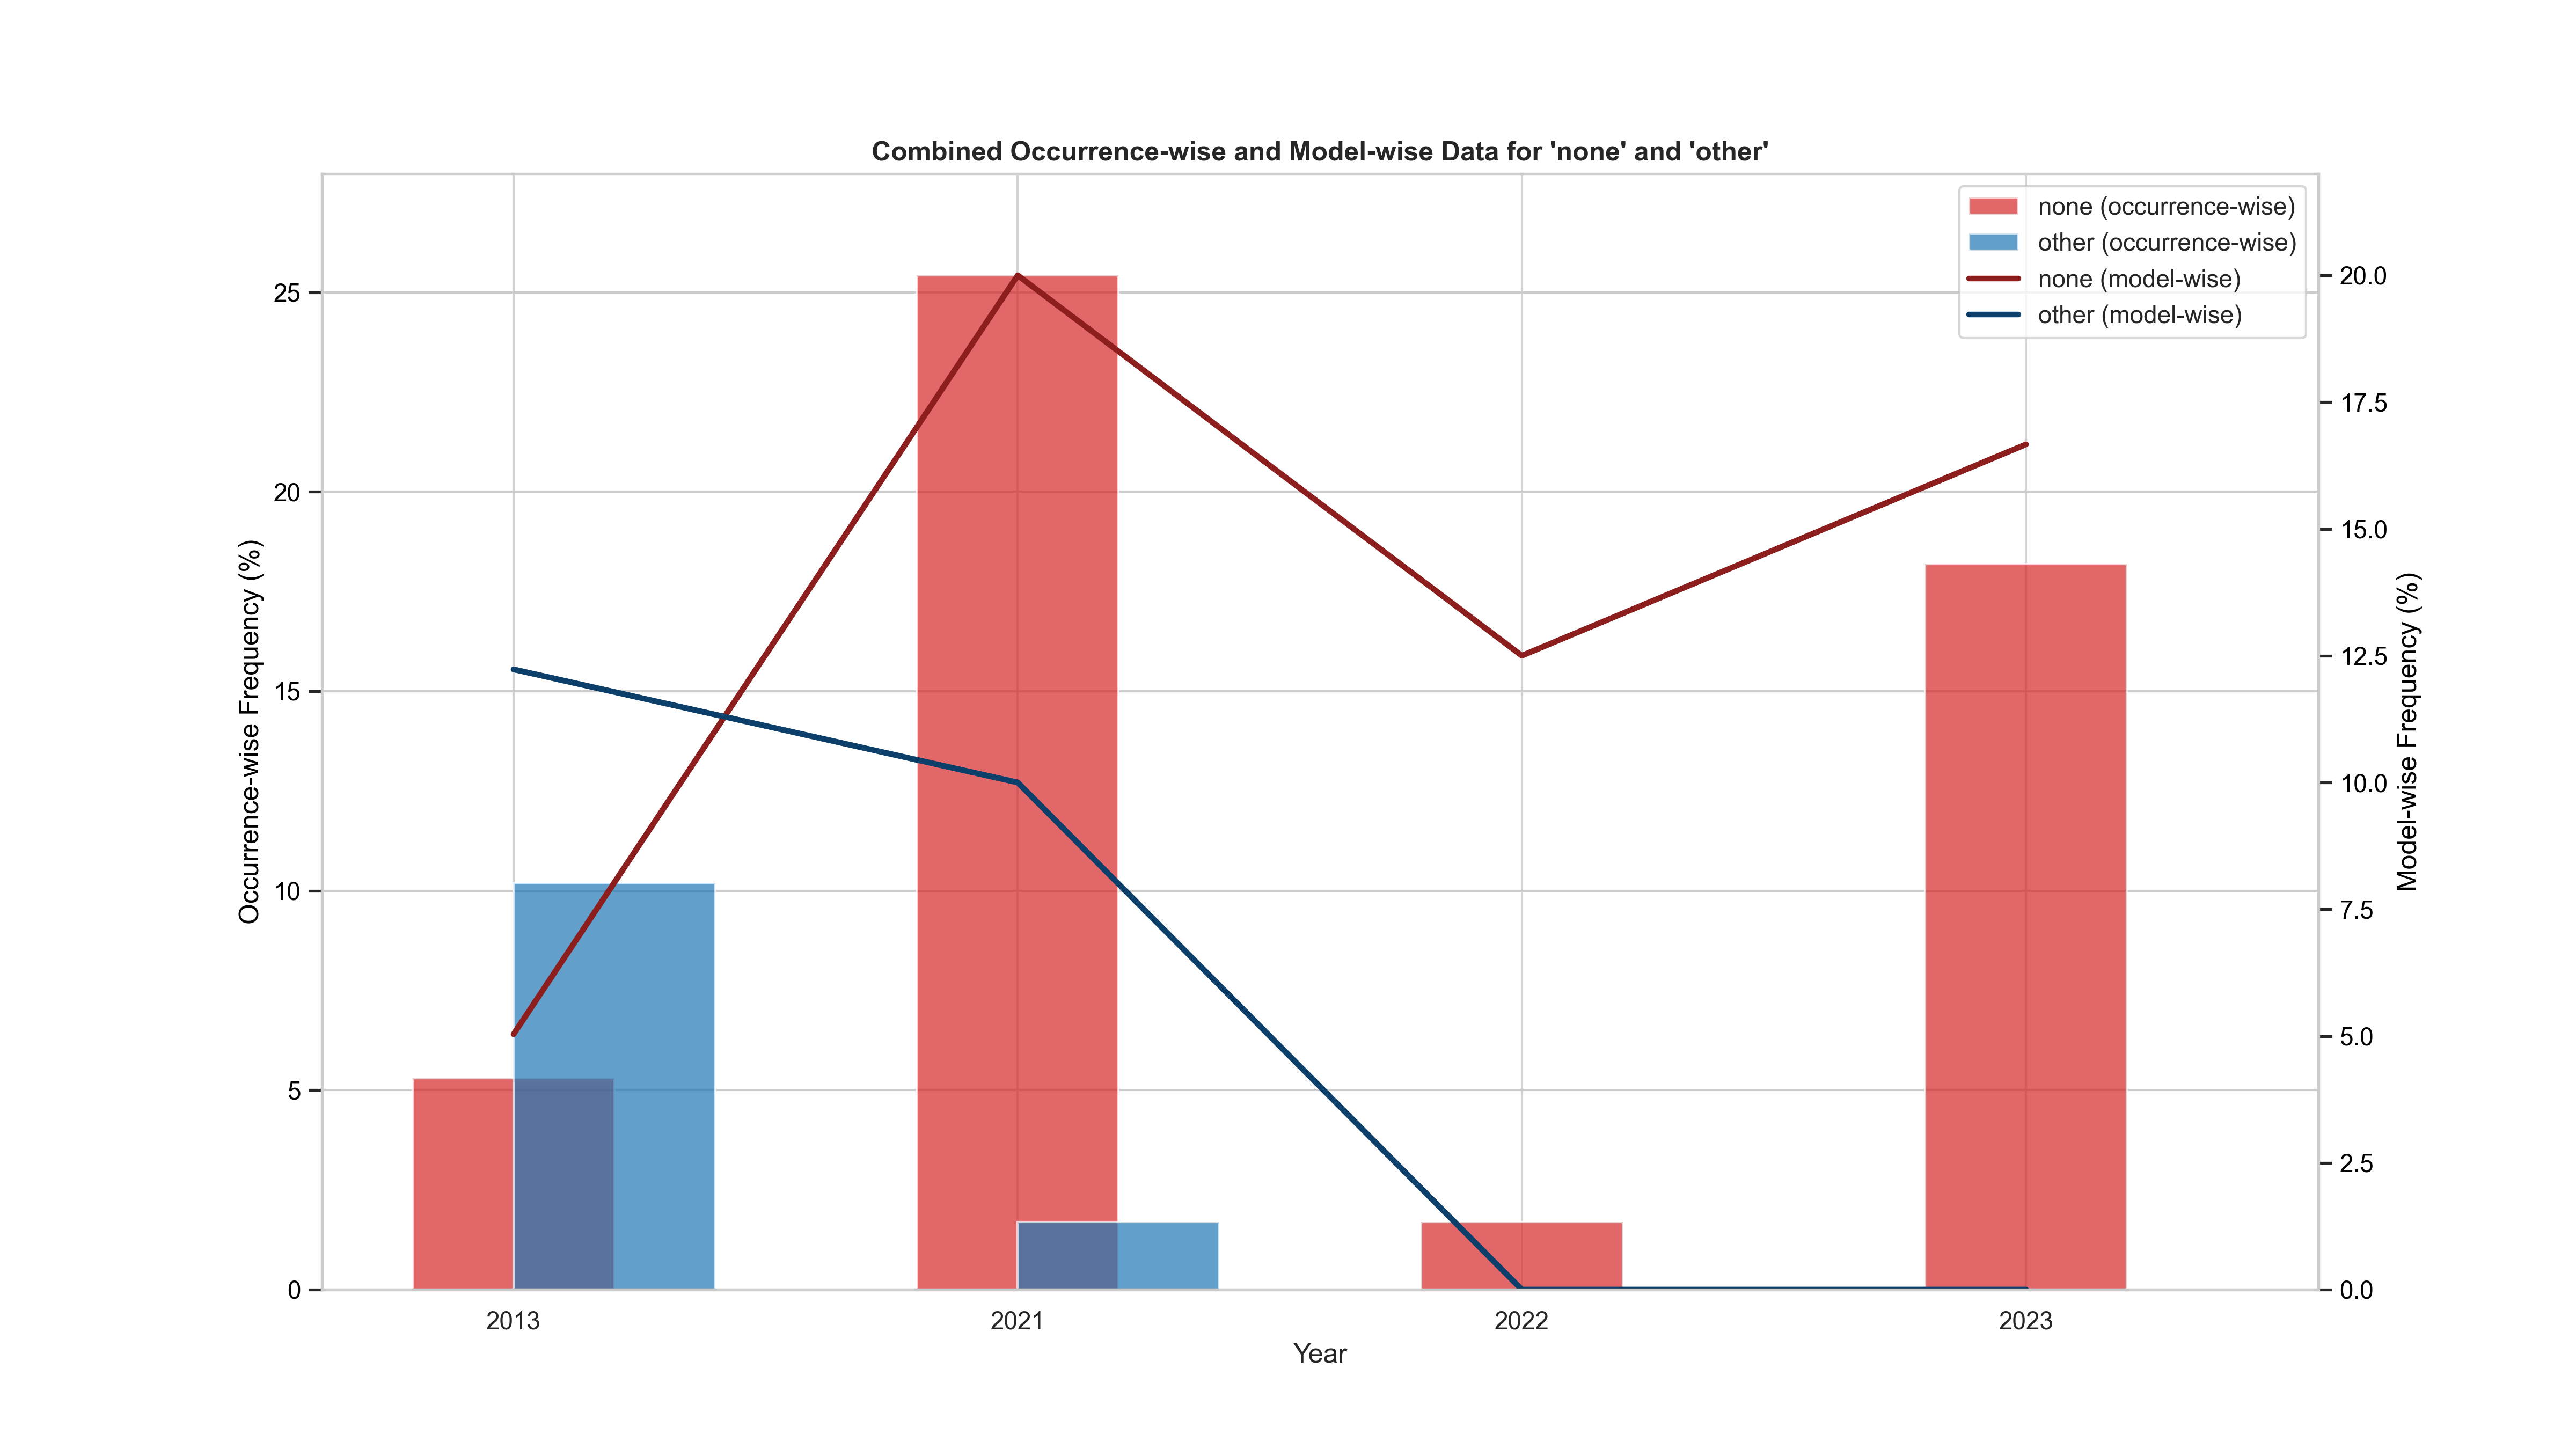 Combined Occurrence-wise and Model-wise Data for 'none' and 'other'
none (occurrence-wise)
other (occurrence-wise)
none (model-wise)
other (model-wise)
Occurrence-wise Frequency (%)
25
20
15
10
5
0
20.0
17.5
15.0
12.5
10.0
7.5
5.0
2.5
0.0
Model-wise Frequency (%)
2013 2021 2022 2023
Year